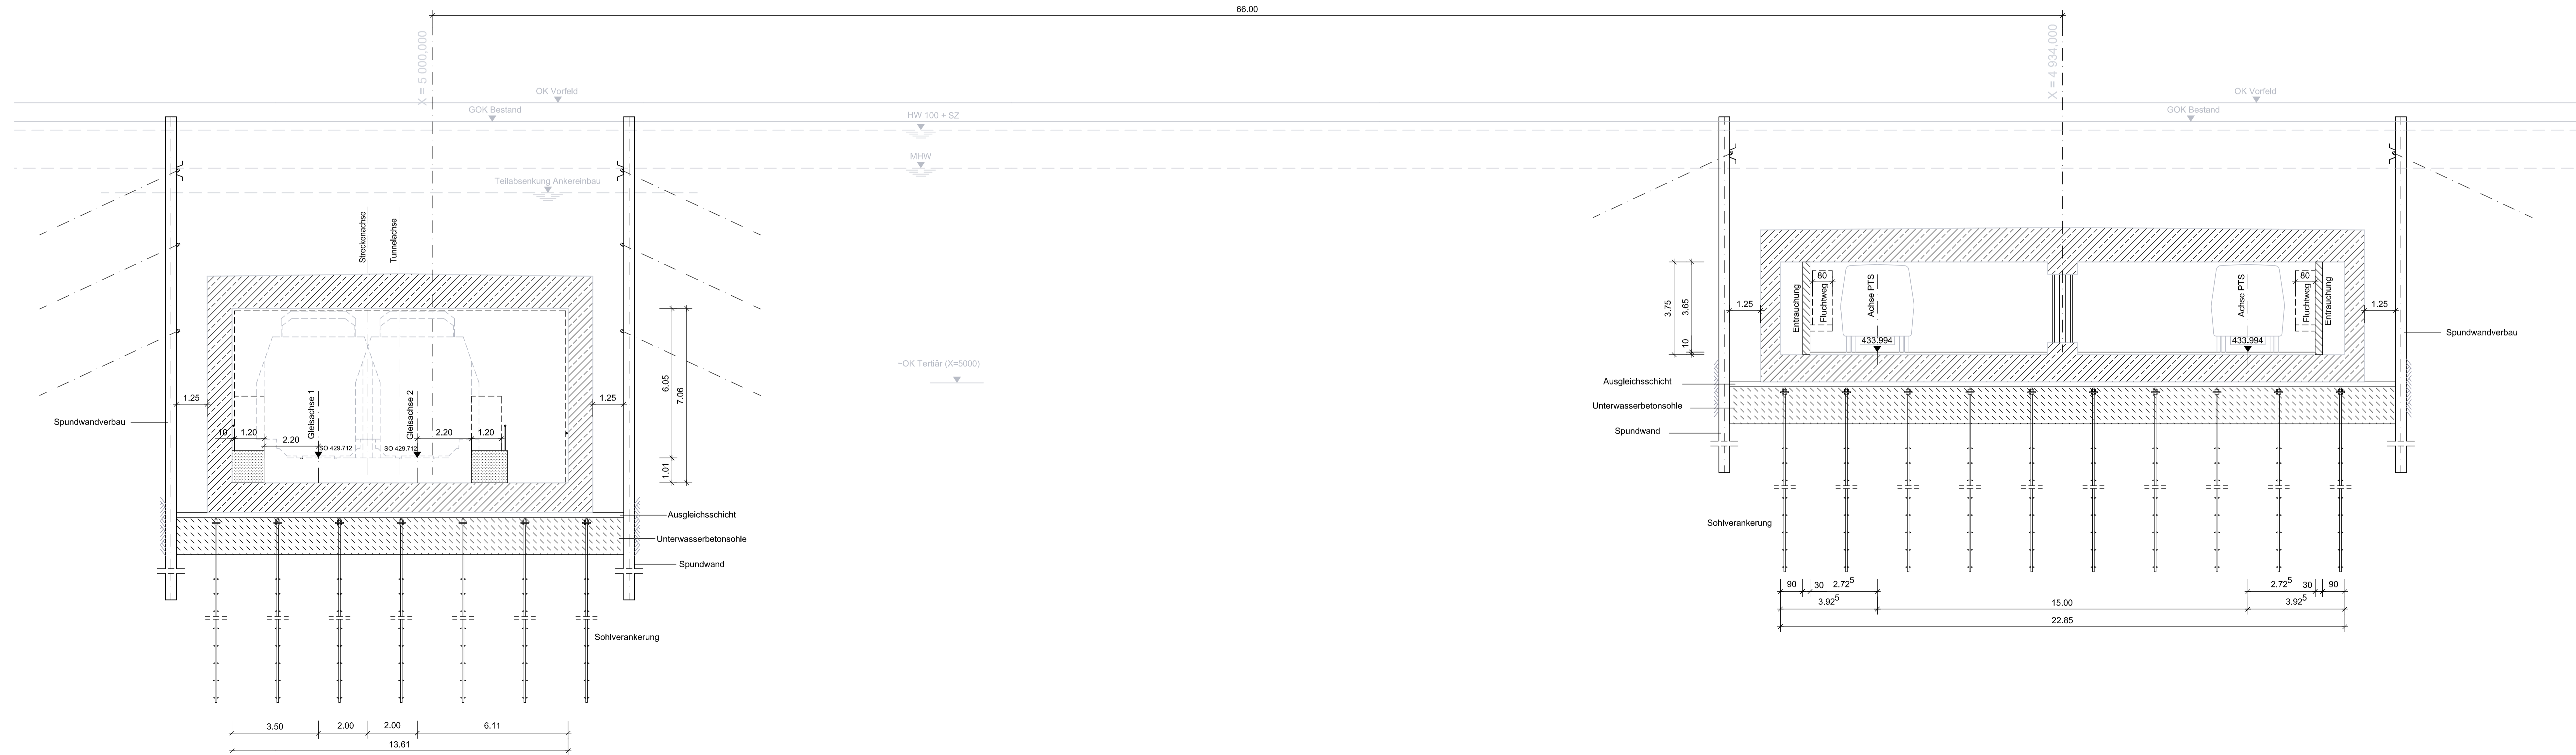 66.00
X = 5 000,000
X = 4 934,000
OK Vorfeld
GOK Bestand
HW 100 + SZ
MHW
Teilabsenkung Ankereinbau
OK Vorfeld
GOK Bestand
Streckenachse
Tunnelachse
~OK Tertiär (X=5000)
1.25
1.25
Spundwandverbau
10
1.20
2.20
Gleisachse 1
SO 429.712
Gleisachse 2
SO 429.712
2.20
1.20
6.05
7.06
1.01
Ausgleichsschicht
Unterwasserbetonsohle
Spundwand
Sohlverankerung
3.50
2.00
2.00
6.11
13.61
3.75
3.65
10
1.25
Entrauchung
80
Fluchtweg
Achse PTS
433.994
Achse PTS
433.994
80
Fluchtweg
Entrauchung
1.25
Spundwandverbau
Ausgleichsschicht
Unterwasserbetonsohle
Spundwand
Sohlverankerung
90
30
2.72⁵
2.72⁵
30
90
3.92⁵
15.00
3.92⁵
22.85